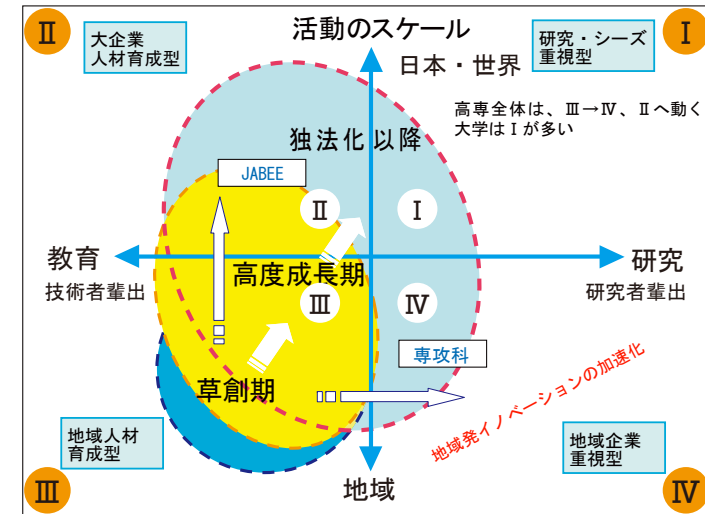 Ⅱ
大企業
人材育成型
活動のスケール
日本・世界
研究・シーズ
重視型
Ⅰ
高専全体は、Ⅲ→Ⅳ、Ⅱへ動く
大学はⅠが多い
独法化以降
JABEE
Ⅱ
Ⅰ
教育
技術者輩出
高度成長期
研究
研究者輩出
Ⅲ
Ⅳ
専攻科
草創期
地域発イノベーションの加速化
地域人材
育成型
地域企業
重視型
Ⅲ
地域
Ⅳ